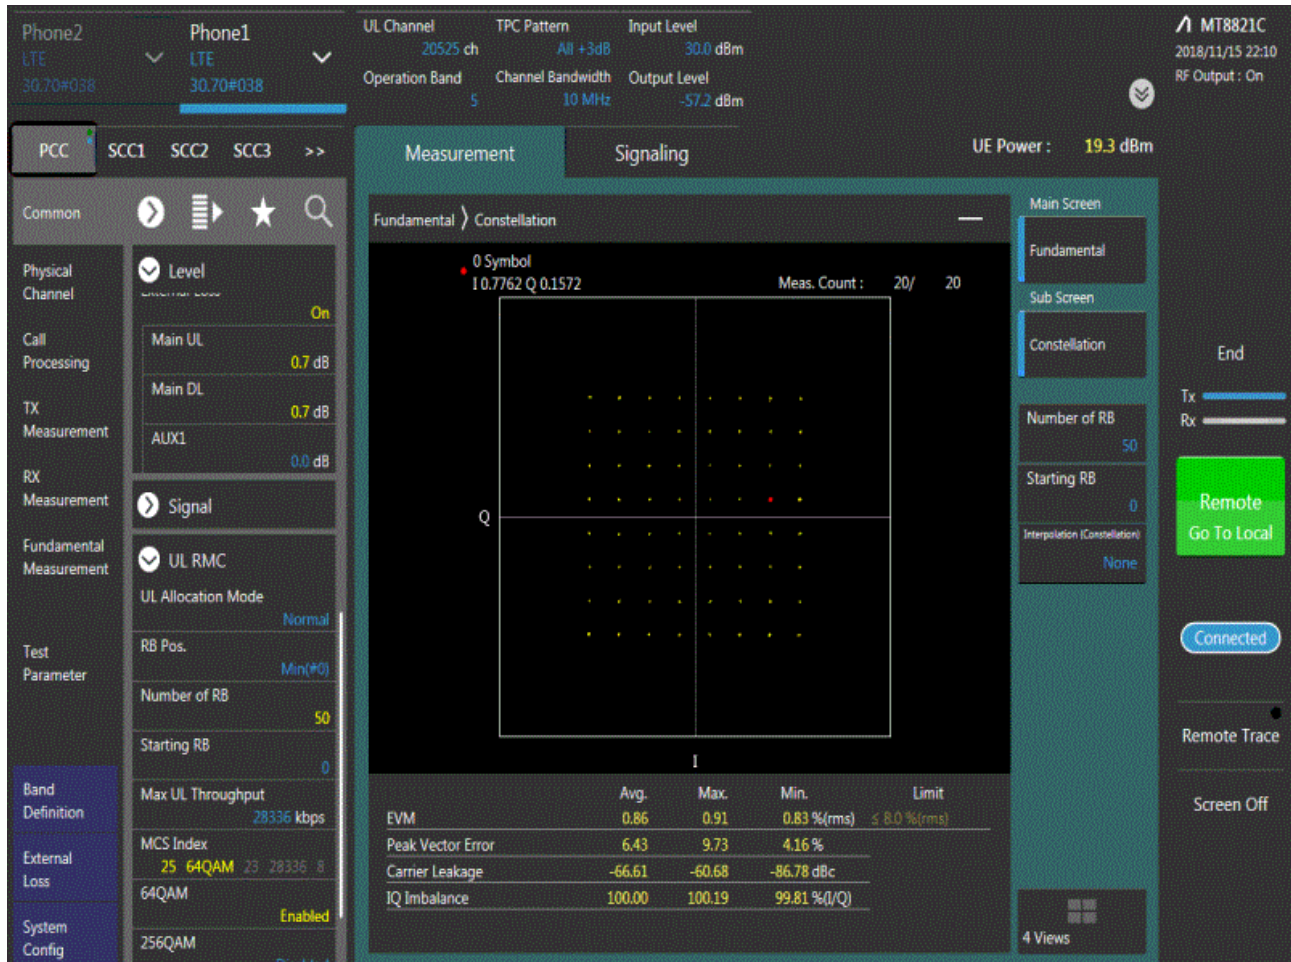 Phone2
LTE
30.70#038
Phone1
LTE
30.70#038
UL Channel
20525 ch
TPC Pattern
All +3dB
Input Level
30.0 dBm
Operation Band
5
Channel Bandwidth
10 MHz
Output Level
-57.2 dBm
MT8821C
2018/11/15 22:10
RF Output : On
PCC SCC1 SCC2 SCC3 >>
Measurement
Signaling
UE Power : 19.3 dBm
Common
Physical
Channel
Call
Processing
TX
Measurement
RX
Measurement
Fundamental
Measurement
Test
Parameter
Band
Definition
External
Loss
System
Config
Level
External Loss
On
Main UL
0.7 dB
Main DL
0.7 dB
AUX1
0.0 dB
Signal
UL RMC
UL Allocation Mode
Normal
RB Pos.
Min(#0)
Number of RB
50
Starting RB
0
Max UL Throughput
28336 kbps
MCS Index
25 64QAM 23 28336 8
64QAM
Enabled
256QAM
Fundamental 〉 Constellation
0 Symbol
I 0.7762 Q 0.1572
Meas. Count : 20/ 20
Q
I
Avg. Max. Min. Limit
EVM 0.86 0.91 0.83 %(rms) ≤ 8.0 %(rms)
Peak Vector Error 6.43 9.73 4.16 %
Carrier Leakage -66.61 -60.68 -86.78 dBc
IQ Imbalance 100.00 100.19 99.81 %(I/Q)
Main Screen
Fundamental
Sub Screen
Constellation
Number of RB
50
Starting RB
0
Interpolation (Constellation)
None
4 Views
End
Tx
Rx
Remote
Go To Local
Connected
Remote Trace
Screen Off